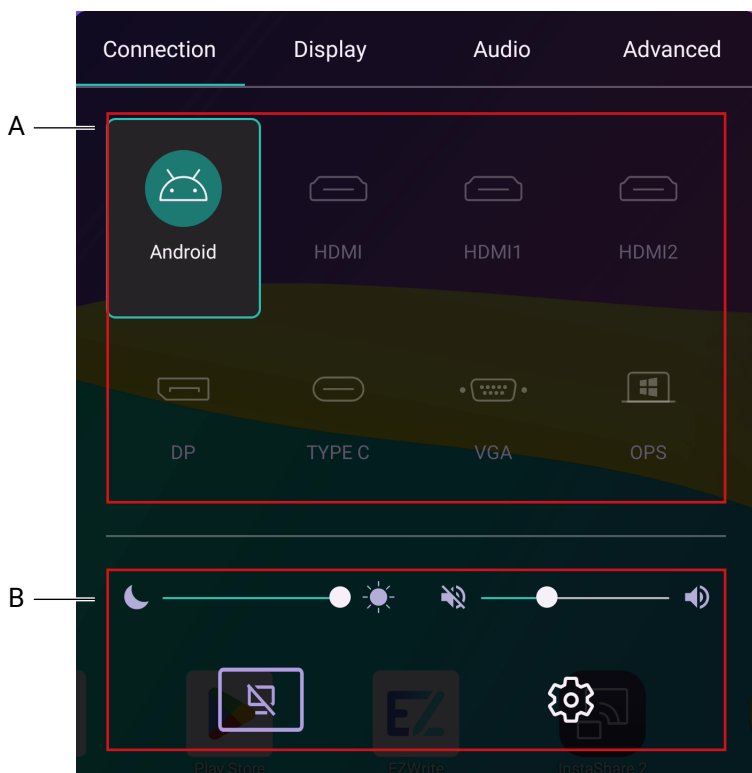 Connection Display Audio Advanced
A
Android HDMI HDMI1 HDMI2
DP TYPE C VGA OPS
B
EZ
Play Store EZWrite InstaShare 2